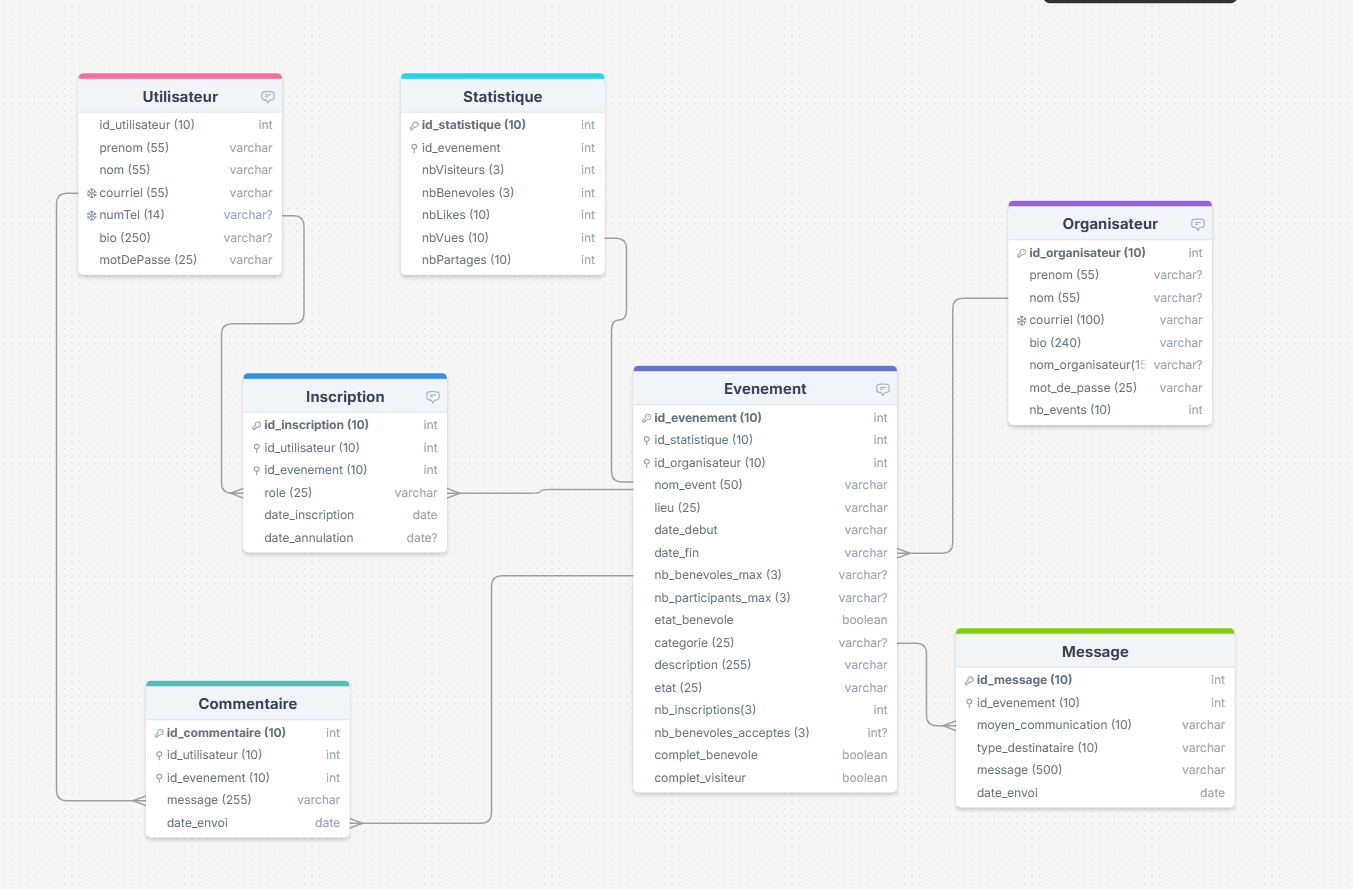 Utilisateur
id_utilisateur (10) int
prenom (55) varchar
nom (55) varchar
courriel (55) varchar
numTel (14) varchar?
bio (250) varchar?
motDePasse (25) varchar
Statistique
id_statistique (10) int
id_evenement int
nbVisiteurs (3) int
nbBenevoles (3) int
nbLikes (10) int
nbVues (10) int
nbPartages (10) int
Organisateur
id_organisateur (10) int
prenom (55) varchar?
nom (55) varchar?
courriel (100) varchar
bio (240) varchar
nom_organisateur(15 varchar?
mot_de_passe (25) varchar
nb_events (10) int
Inscription
id_inscription (10) int
id_utilisateur (10) int
id_evenement (10) int
role (25) varchar
date_inscription date
date_annulation date?
Evenement
id_evenement (10) int
id_statistique (10) int
id_organisateur (10) int
nom_event (50) varchar
lieu (25) varchar
date_debut varchar
date_fin varchar
nb_benevoles_max (3) varchar?
nb_participants_max (3) varchar?
etat_benevole boolean
categorie (25) varchar?
description (255) varchar
etat (25) varchar
nb_inscriptions(3) int
nb_benevoles_acceptes (3) int?
complet_benevole boolean
complet_visiteur boolean
Message
id_message (10) int
id_evenement (10) int
moyen_communication (10) varchar
type_destinataire (10) varchar
message (500) varchar
date_envoi date
Commentaire
id_commentaire (10) int
id_utilisateur (10) int
id_evenement (10) int
message (255) varchar
date_envoi date